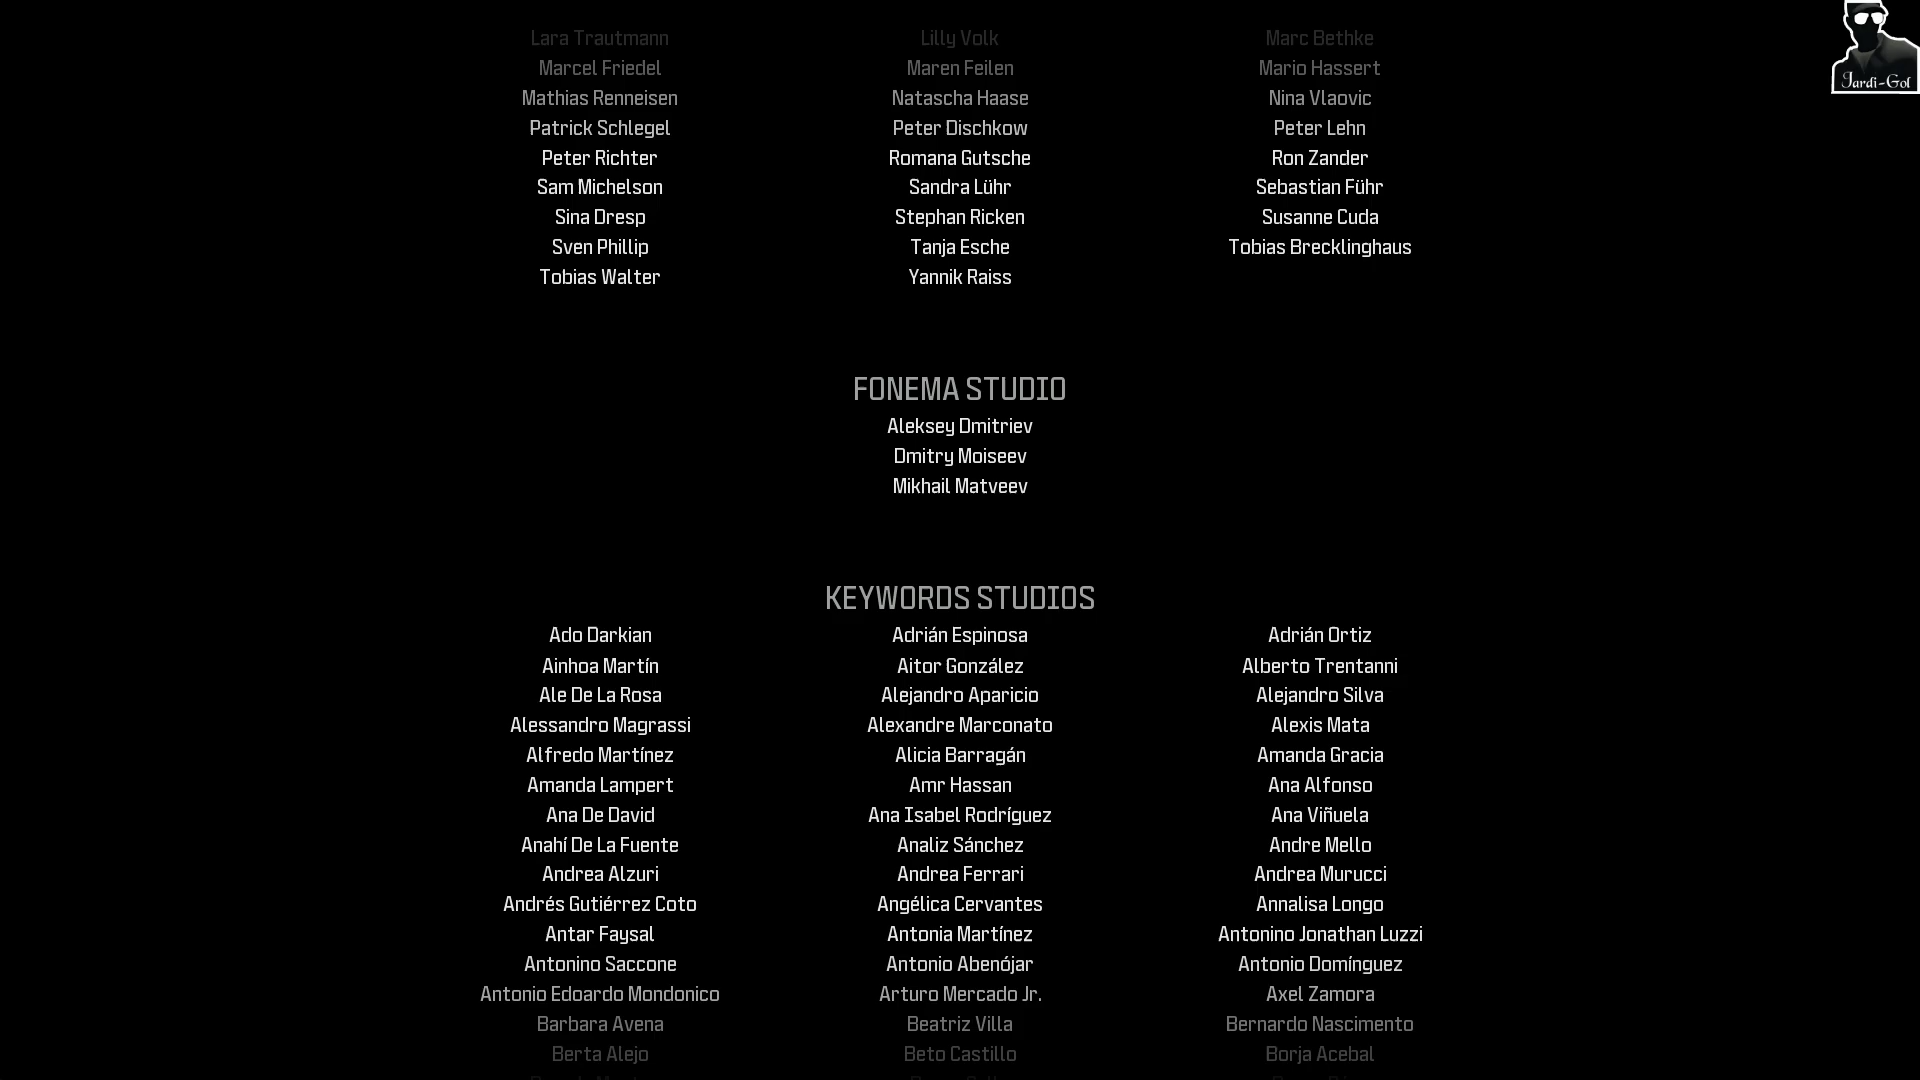 Lara Trautmann Lilly Volk Marc Bethke
Marcel Friedel Maren Feilen Mario Hassert
Mathias Renneisen Natascha Haase Nina Vlaovic
Patrick Schlegel Peter Dischkow Peter Lehn
Peter Richter Romana Gutsche Ron Zander
Sam Michelson Sandra Lühr Sebastian Führ
Sina Dresp Stephan Ricken Susanne Cuda
Sven Phillip Tanja Esche Tobias Brecklinghaus
Tobias Walter Yannik Raiss
FONEMA STUDIO
Aleksey Dmitriev
Dmitry Moiseev
Mikhail Matveev
KEYWORDS STUDIOS
Ado Darkian Adrián Espinosa Adrián Ortiz
Ainhoa Martín Aitor González Alberto Trentanni
Ale De La Rosa Alejandro Aparicio Alejandro Silva
Alessandro Magrassi Alexandre Marconato Alexis Mata
Alfredo Martínez Alicia Barragán Amanda Gracia
Amanda Lampert Amr Hassan Ana Alfonso
Ana De David Ana Isabel Rodríguez Ana Viñuela
Anahí De La Fuente Analiz Sánchez Andre Mello
Andrea Alzuri Andrea Ferrari Andrea Murucci
Andrés Gutiérrez Coto Angélica Cervantes Annalisa Longo
Antar Faysal Antonia Martínez Antonino Jonathan Luzzi
Antonino Saccone Antonio Abenójar Antonio Domínguez
Antonio Edoardo Mondonico Arturo Mercado Jr. Axel Zamora
Barbara Avena Beatriz Villa Bernardo Nascimento
Berta Alejo Beto Castillo Borja Acebal
Jardi-Gol